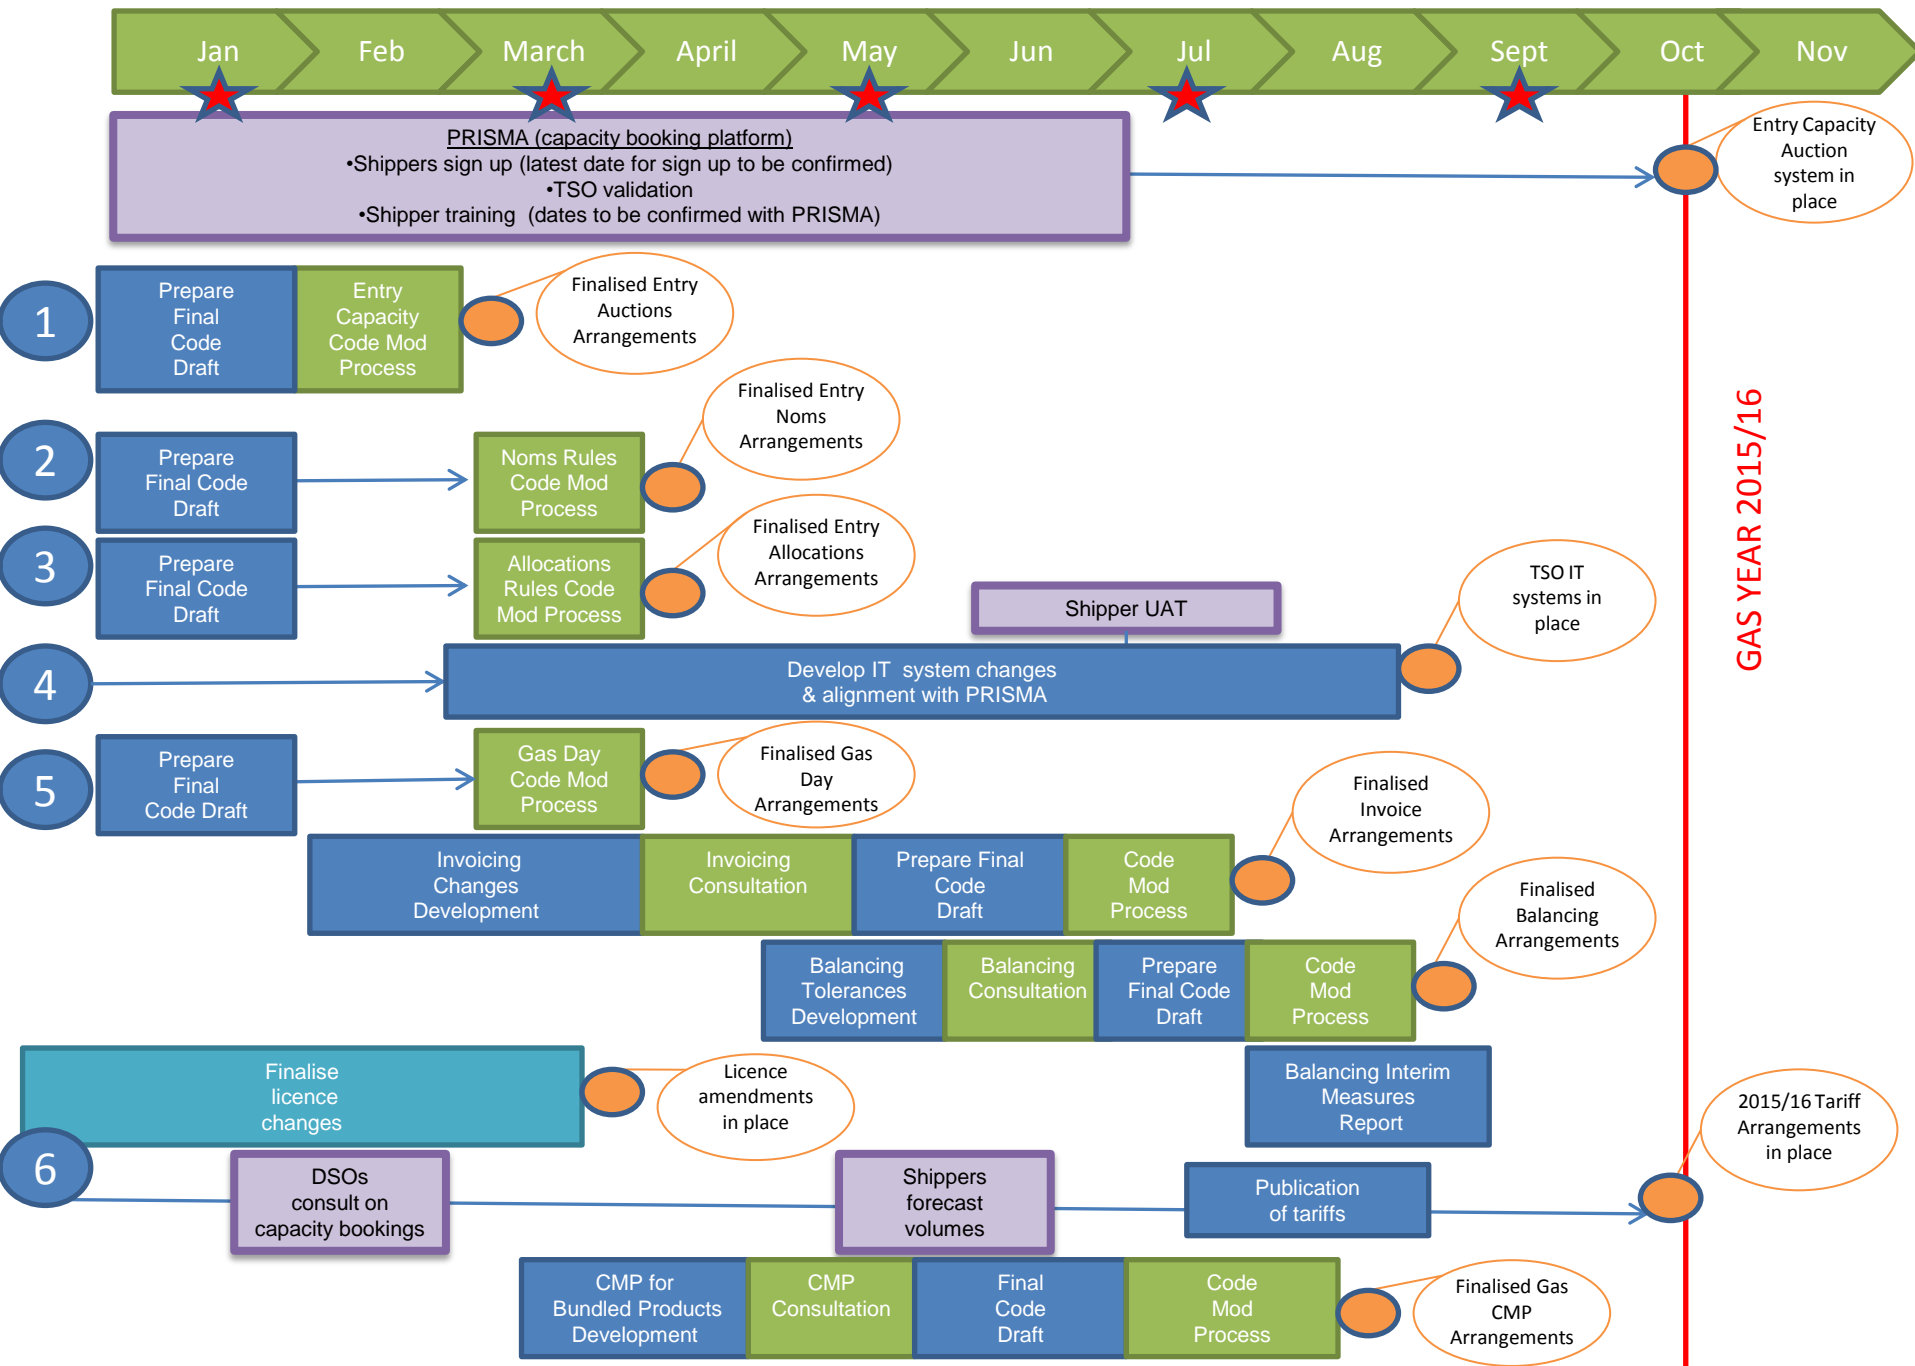 Jan
Feb
March
April
May
Jun
Jul
Aug
Sept
Oct
Nov
PRISMA (capacity booking platform)
•Shippers sign up (latest date for sign up to be confirmed)
•TSO validation
•Shipper training  (dates to be confirmed with PRISMA)
Entry Capacity
Auction
system in
place
1
Prepare
Final
Code
Draft
Entry
Capacity
Code Mod
Process
Finalised Entry
Auctions
Arrangements
2
Prepare
Final Code
Draft
Noms Rules
Code Mod
Process
Finalised Entry
Noms
Arrangements
3
Prepare
Final Code
Draft
Allocations
Rules Code
Mod Process
Finalised Entry
Allocations
Arrangements
GAS YEAR 2015/16
Shipper UAT
TSO IT
systems in
place
4
Develop IT  system changes
& alignment with PRISMA
5
Prepare
Final
Code Draft
Gas Day
Code Mod
Process
Finalised Gas
Day
Arrangements
Invoicing
Changes
Development
Invoicing
Consultation
Prepare Final
Code
Draft
Code
Mod
Process
Finalised
Invoice
Arrangements
Balancing
Tolerances
Development
Balancing
Consultation
Prepare
Final Code
Draft
Code
Mod
Process
Finalised
Balancing
Arrangements
Finalise
licence
changes
Licence
amendments
in place
Balancing Interim
Measures
Report
6
DSOs
consult on
capacity bookings
Shippers
forecast
volumes
Publication
of tariffs
2015/16 Tariff
Arrangements
in place
CMP for
Bundled Products
Development
CMP
Consultation
Final
Code
Draft
Code
Mod
Process
Finalised Gas
CMP
Arrangements